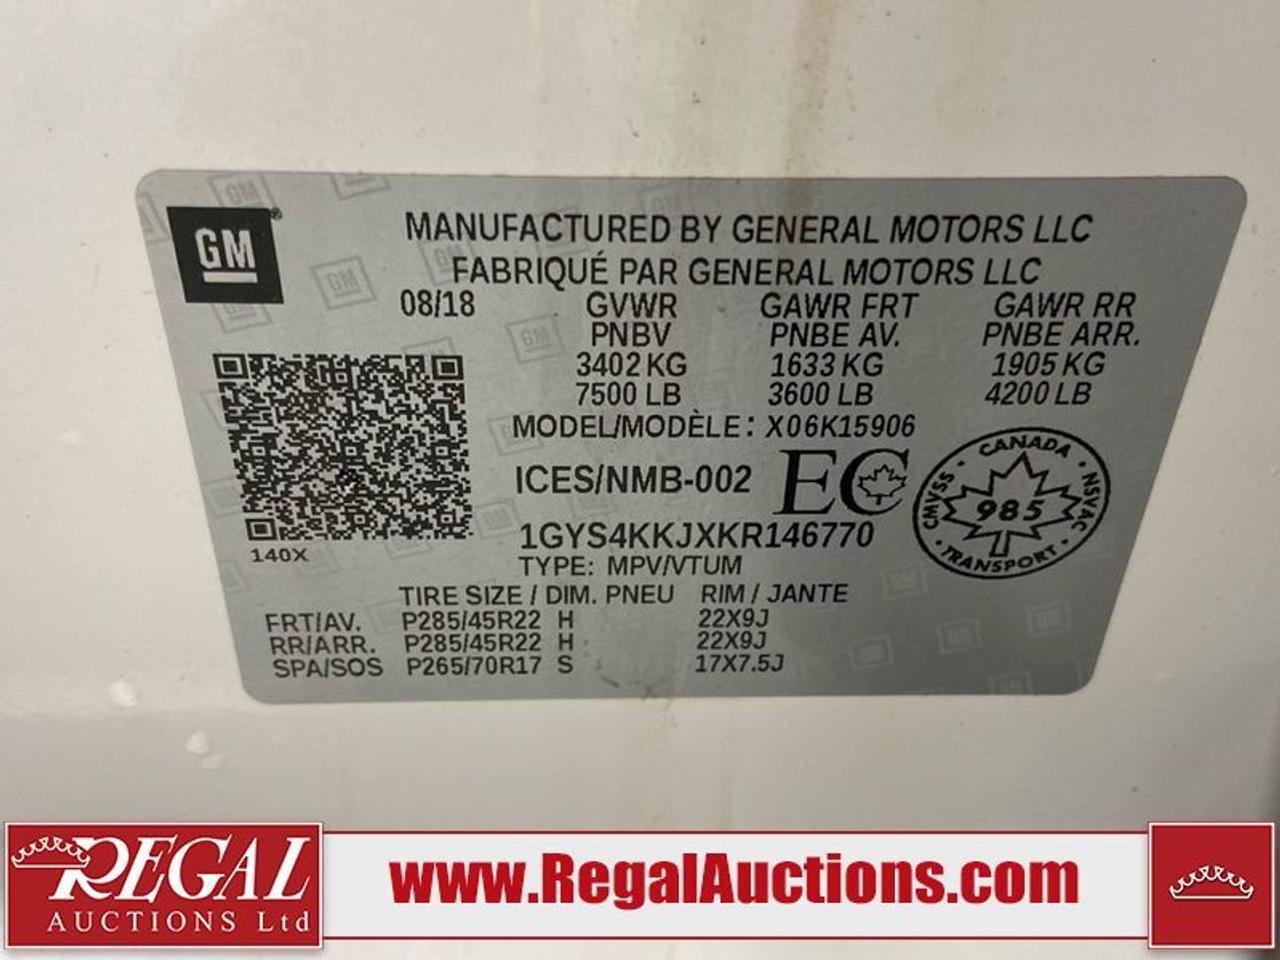 GM®
MANUFACTURED BY GENERAL MOTORS LLC
FABRIQUÉ PAR GENERAL MOTORS LLC
08/18 GVWR GAWR FRT GAWR RR
PNBV PNBE AV. PNBE ARR.
3402 KG 1633 KG 1905 KG
7500 LB 3600 LB 4200 LB
MODEL/MODÈLE: X06K15906
ICES/NMB-002 EC
CANADA
CMVSS 985 NSVAC
TRANSPORT
1GYS4KKJXKR146770
140X
TYPE: MPV/VTUM
TIRE SIZE / DIM. PNEU RIM / JANTE
FRT/AV. P285/45R22 H 22X9J
RR/ARR. P285/45R22 H 22X9J
SPA/SOS P265/70R17 S 17X7.5J
REGAL
AUCTIONS Ltd
www.RegalAuctions.com